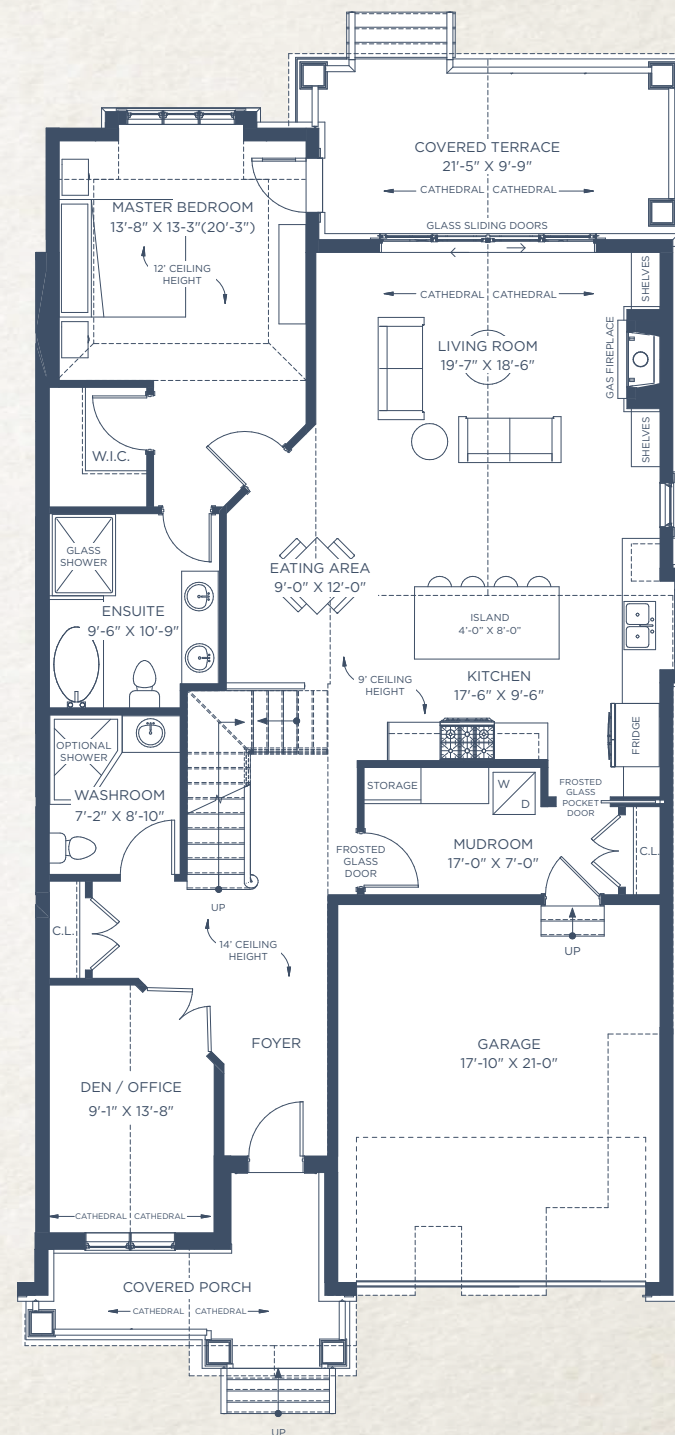 COVERED TERRACE
21'-5" X 9'-9"
CATHEDRAL CATHEDRAL
GLASS SLIDING DOORS
MASTER BEDROOM
13'-8" X 13-3"(20'-3")
12' CEILING
HEIGHT
CATHEDRAL CATHEDRAL
SHELVES
LIVING ROOM
19'-7" X 18'-6"
GAS FIREPLACE
SHELVES
W.I.C.
GLASS
SHOWER
EATING AREA
9'-0" X 12'-0"
ENSUITE
9'-6" X 10'-9"
ISLAND
4'-0" X 8'-0"
9' CEILING
HEIGHT
KITCHEN
17'-6" X 9'-6"
FRIDGE
OPTIONAL
SHOWER
WASHROOM
7'-2" X 8'-10"
STORAGE
W
D
FROSTED
GLASS
POCKET
DOOR
MUDROOM
17'-0" X 7'-0"
C.L.
FROSTED
GLASS
DOOR
UP
C.L.
14' CEILING
HEIGHT
UP
FOYER
GARAGE
17'-10" X 21-0"
DEN / OFFICE
9'-1" X 13'-8"
CATHEDRAL CATHEDRAL
COVERED PORCH
CATHEDRAL CATHEDRAL
UP